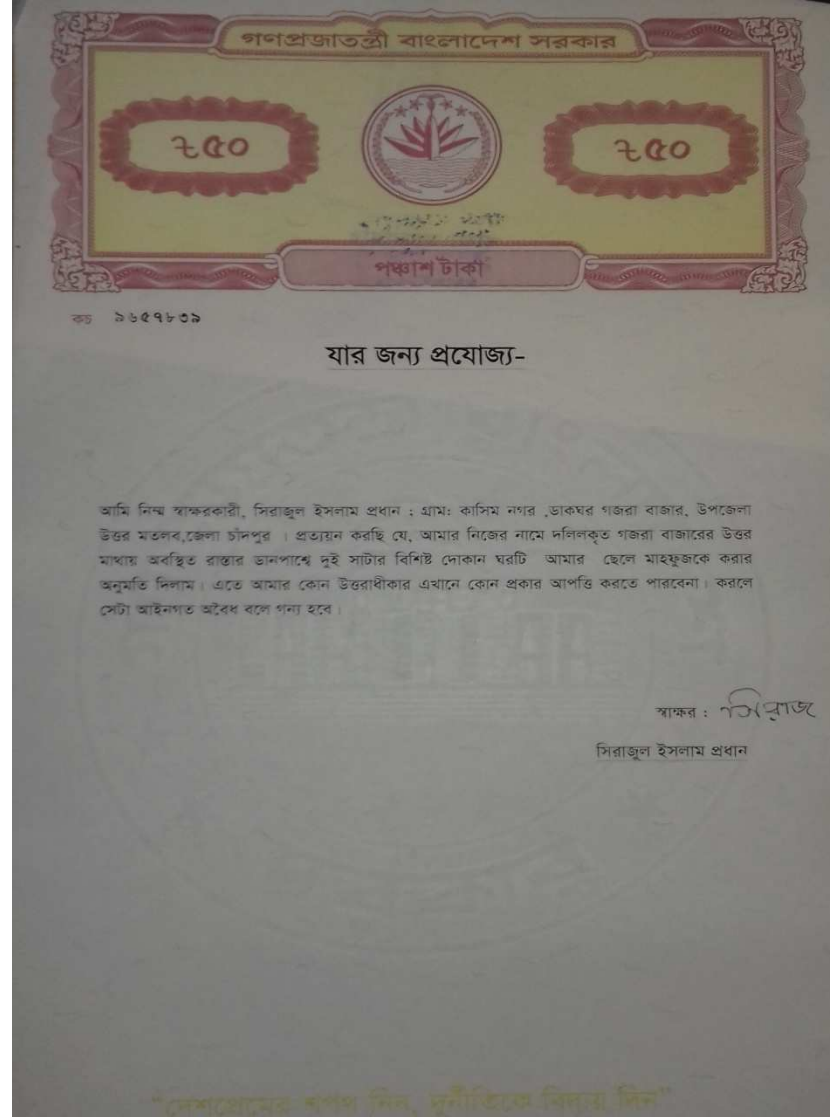 গণপ্রজাতন্ত্রী বাংলাদেশ সরকার
৳৫০ ৳৫০
পঞ্চাশ টাকা
কচ ৯৬৫৭৮৩৯
যার জন্য প্রযোজ্য-
আমি নিম্ম স্বাক্ষরকারী, সিরাজুল ইসলাম প্রধান ; গ্রাম: কাসিম নগর ,ডাকঘর গজরা বাজার, উপজেলা
উত্তর মতলব,জেলা চাঁদপুর । প্রত্যয়ন করছি যে, আমার নিজের নামে দলিলকৃত গজরা বাজারের উত্তর
মাথায় অবস্থিত রাস্তার ডানপাশে দুই সাটার বিশিষ্ট দোকান ঘরটি আমার ছেলে মাহফুজকে করার
অনুমতি দিলাম। এতে আমার কোন উত্তরাধীকার এখানে কোন প্রকার আপত্তি করতে পারবেনা। করলে
সেটা আইনগত অবৈধ বলে গন্য হবে।
স্বাক্ষর : সিরাজ
সিরাজুল ইসলাম প্রধান
"দেশপ্রেমের শপথ নিন, দুর্নীতিকে বিদায় দিন"